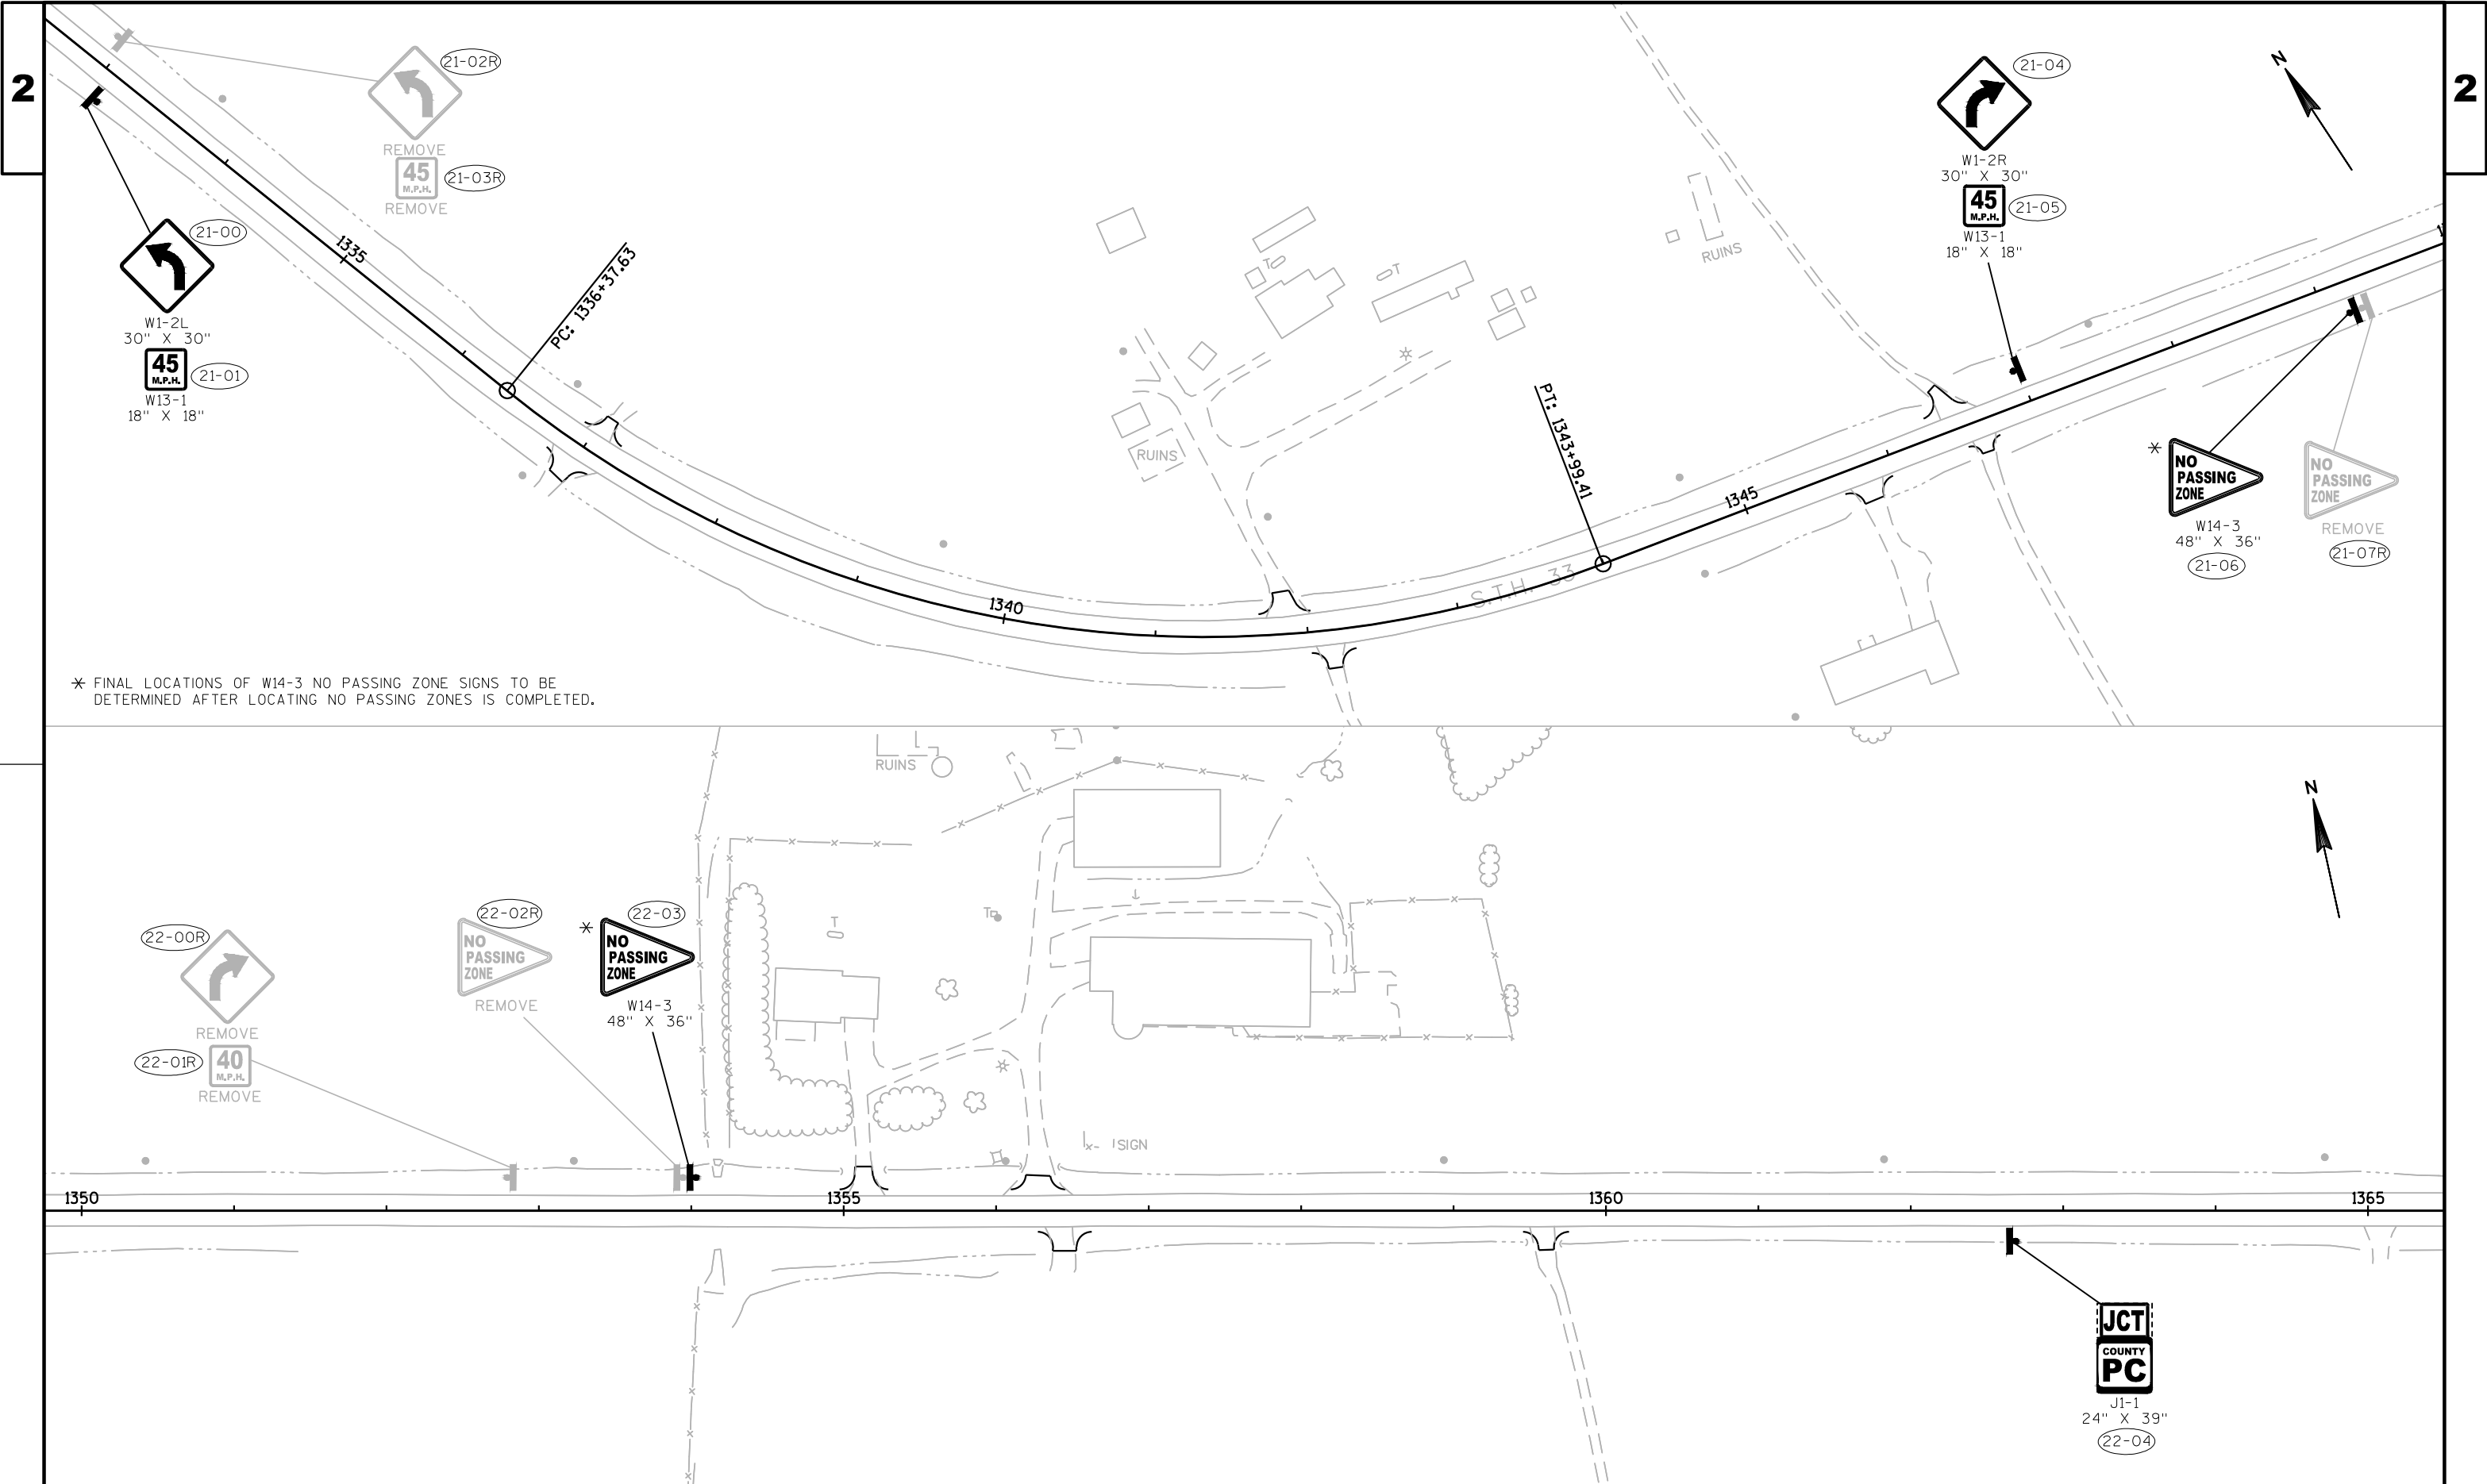 2
2
21-02R
REMOVE
45
M.P.H.
21-03R
REMOVE
21-00
W1-2L
30" X 30"
45
M.P.H.
21-01
W13-1
18" X 18"
1335
PC: 1336+37.63
RUINS
T
T
RUINS
21-04
W1-2R
30" X 30"
45
M.P.H.
21-05
W13-1
18" X 18"
N
PT: 1343+99.41
1340
1345
S.T.H. 33
*
NO
PASSING
ZONE
W14-3
48" X 36"
21-06
NO
PASSING
ZONE
REMOVE
21-07R
* FINAL LOCATIONS OF W14-3 NO PASSING ZONE SIGNS TO BE
DETERMINED AFTER LOCATING NO PASSING ZONES IS COMPLETED.
RUINS
N
22-00R
REMOVE
22-01R
40
M.P.H.
REMOVE
22-02R
NO
PASSING
ZONE
REMOVE
*
22-03
NO
PASSING
ZONE
W14-3
48" X 36"
T
T
SIGN
1350
1355
1360
1365
JCT
COUNTY
PC
J1-1
24" X 39"
22-04